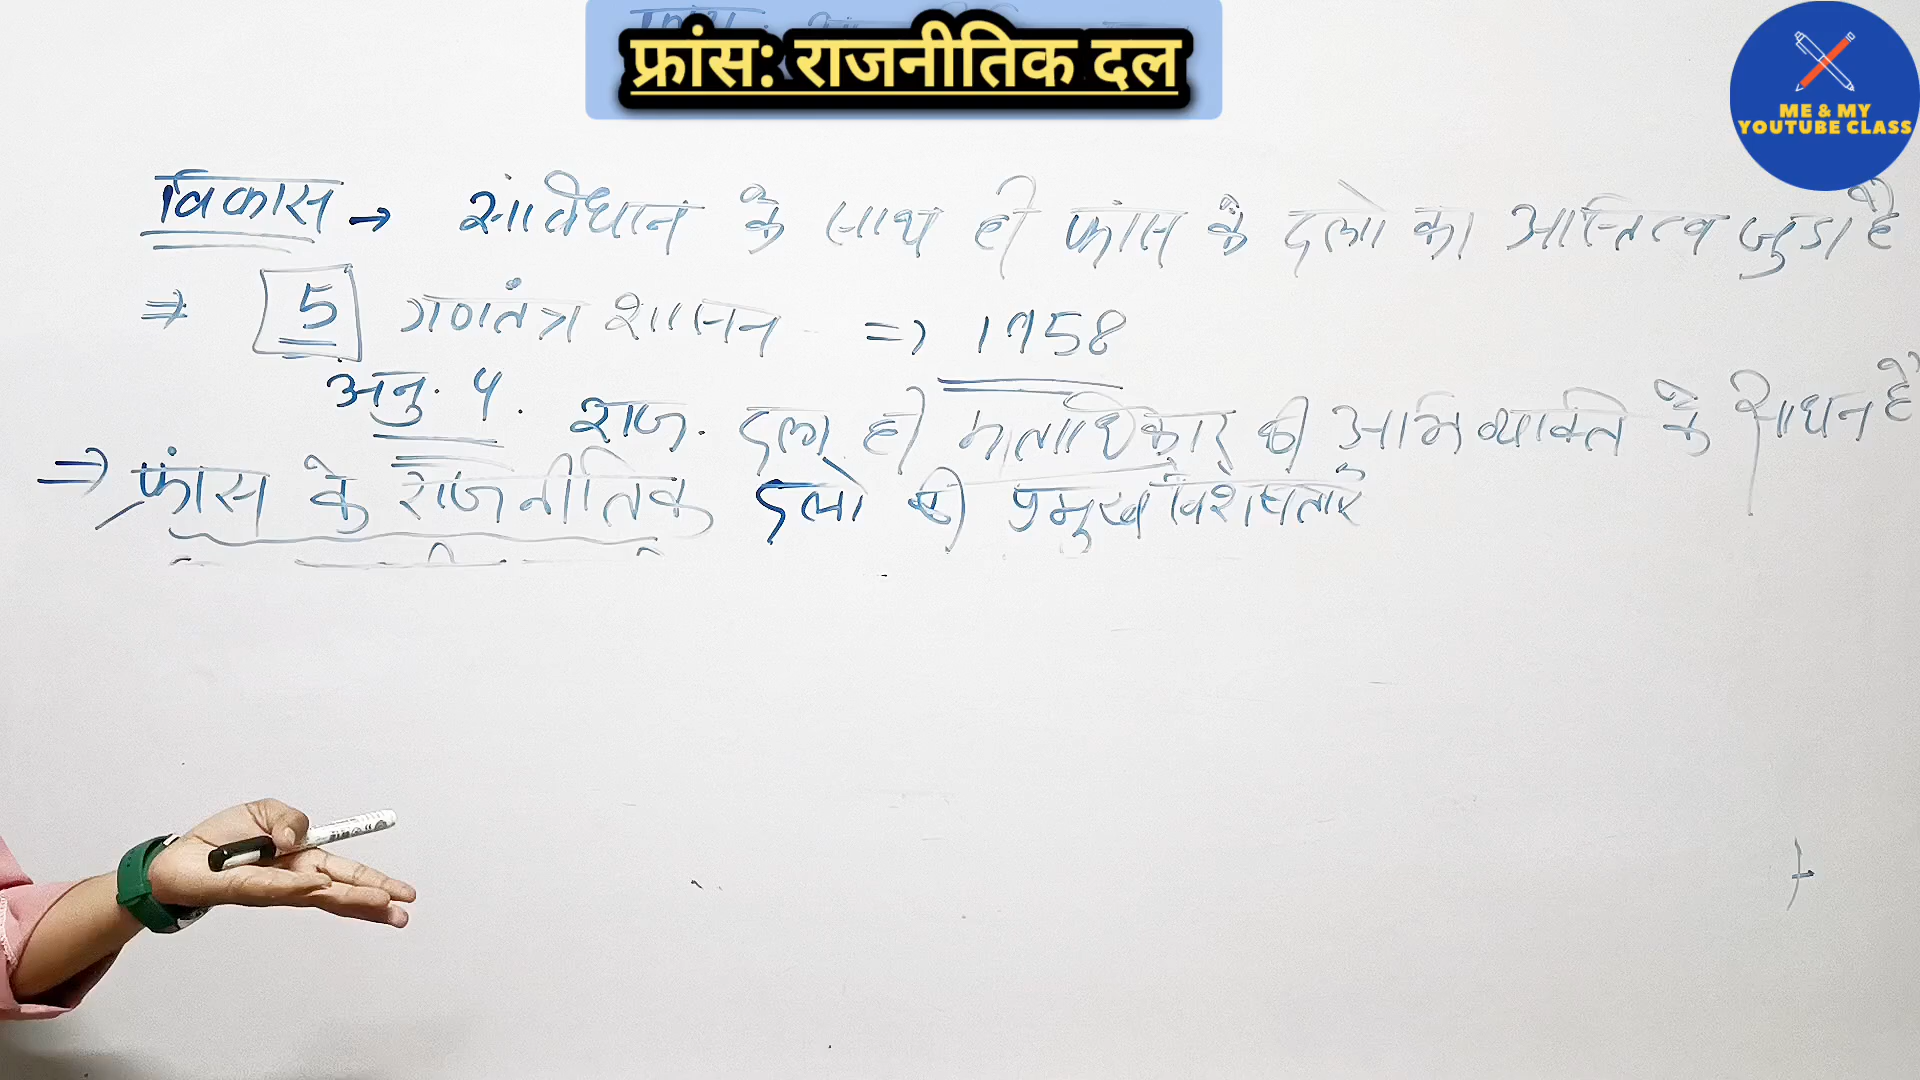 फ्रांस: राजनीतिक दल
ME & MY
YOUTUBE CLASS
विकास → संविधान के साथ ही फ्रांस के दलो का अस्तित्व जुडा है
⇒ 5 गणतंत्र शासन => 1958
अनु. 4. राज. दल ही मताधिकार की अभिव्यक्ति के साधन है
⇒ फ्रांस के राजनीतिक दलो की प्रमुख विशेषताएं